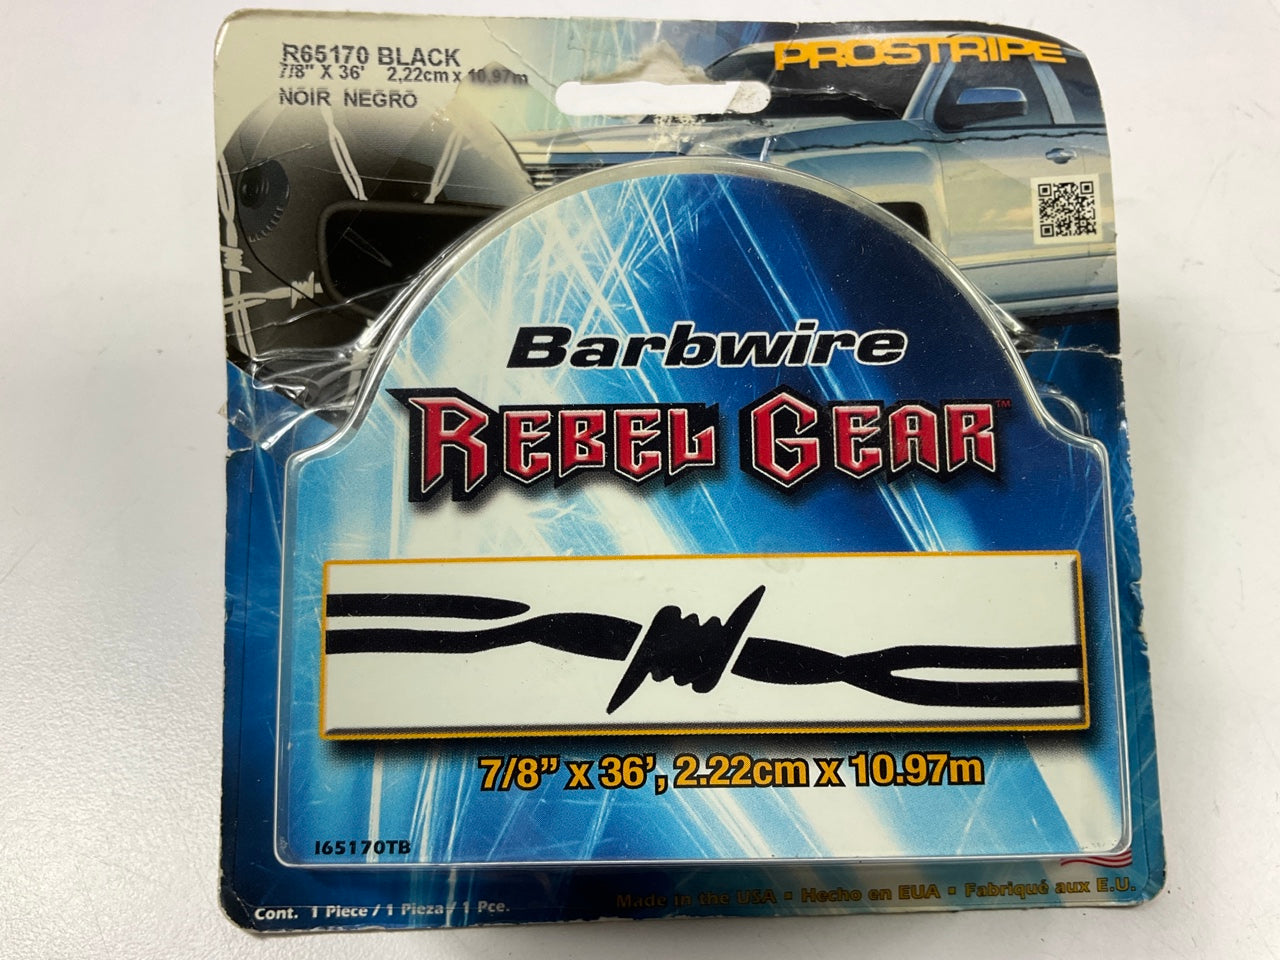 R65170 BLACK
7/8" X 36' 2,22cm x 10,97m
NOIR NEGRO
PROSTRIPE
Barbwire
REBEL GEAR™
7/8” x 36’, 2.22cm x 10.97m
I65170TB
Cont. 1 Piece / 1 Pieza / 1 Pce.
Made in the USA ▪ Hecho en EUA ▪ Fabriqué aux E.U.